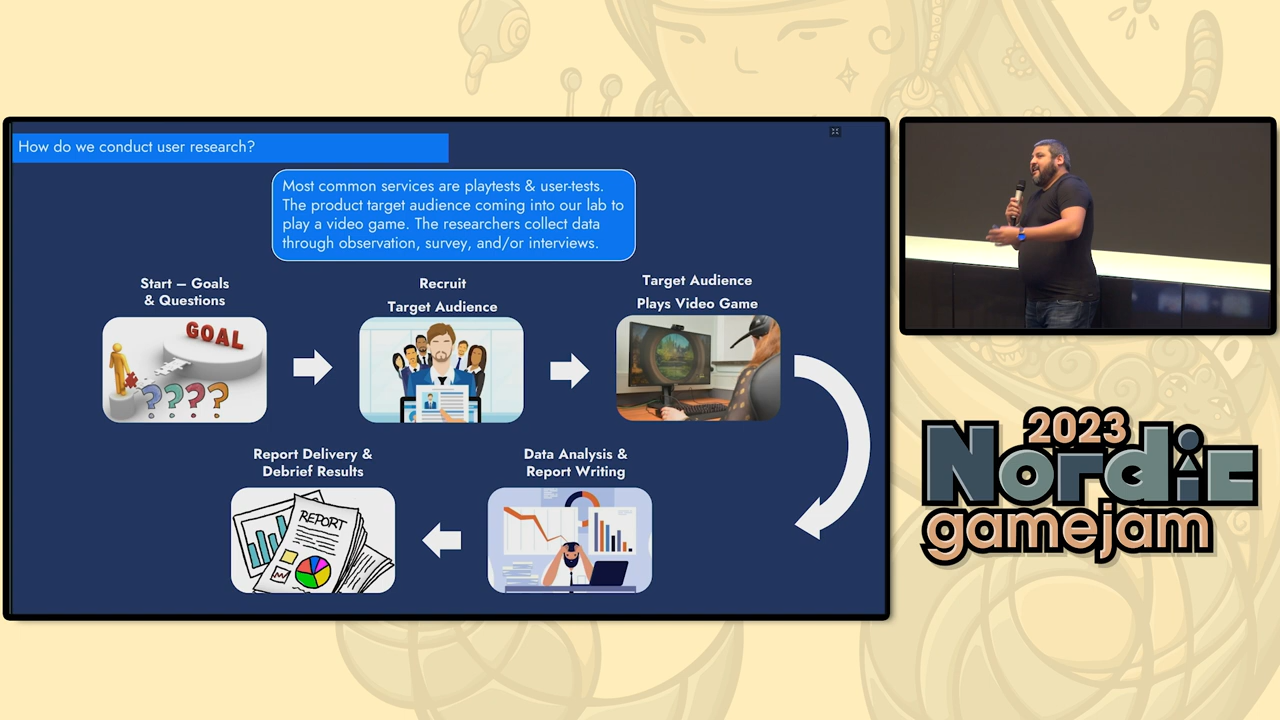 How do we conduct user research?
Most common services are playtests & user-tests.
The product target audience coming into our lab to
play a video game. The researchers collect data
through observation, survey, and/or interviews.
Start – Goals
& Questions
Recruit
Target Audience
Target Audience
Plays Video Game
GOAL
????
Report Delivery &
Debrief Results
Data Analysis &
Report Writing
REPORT
2023
Nordic
gamejam